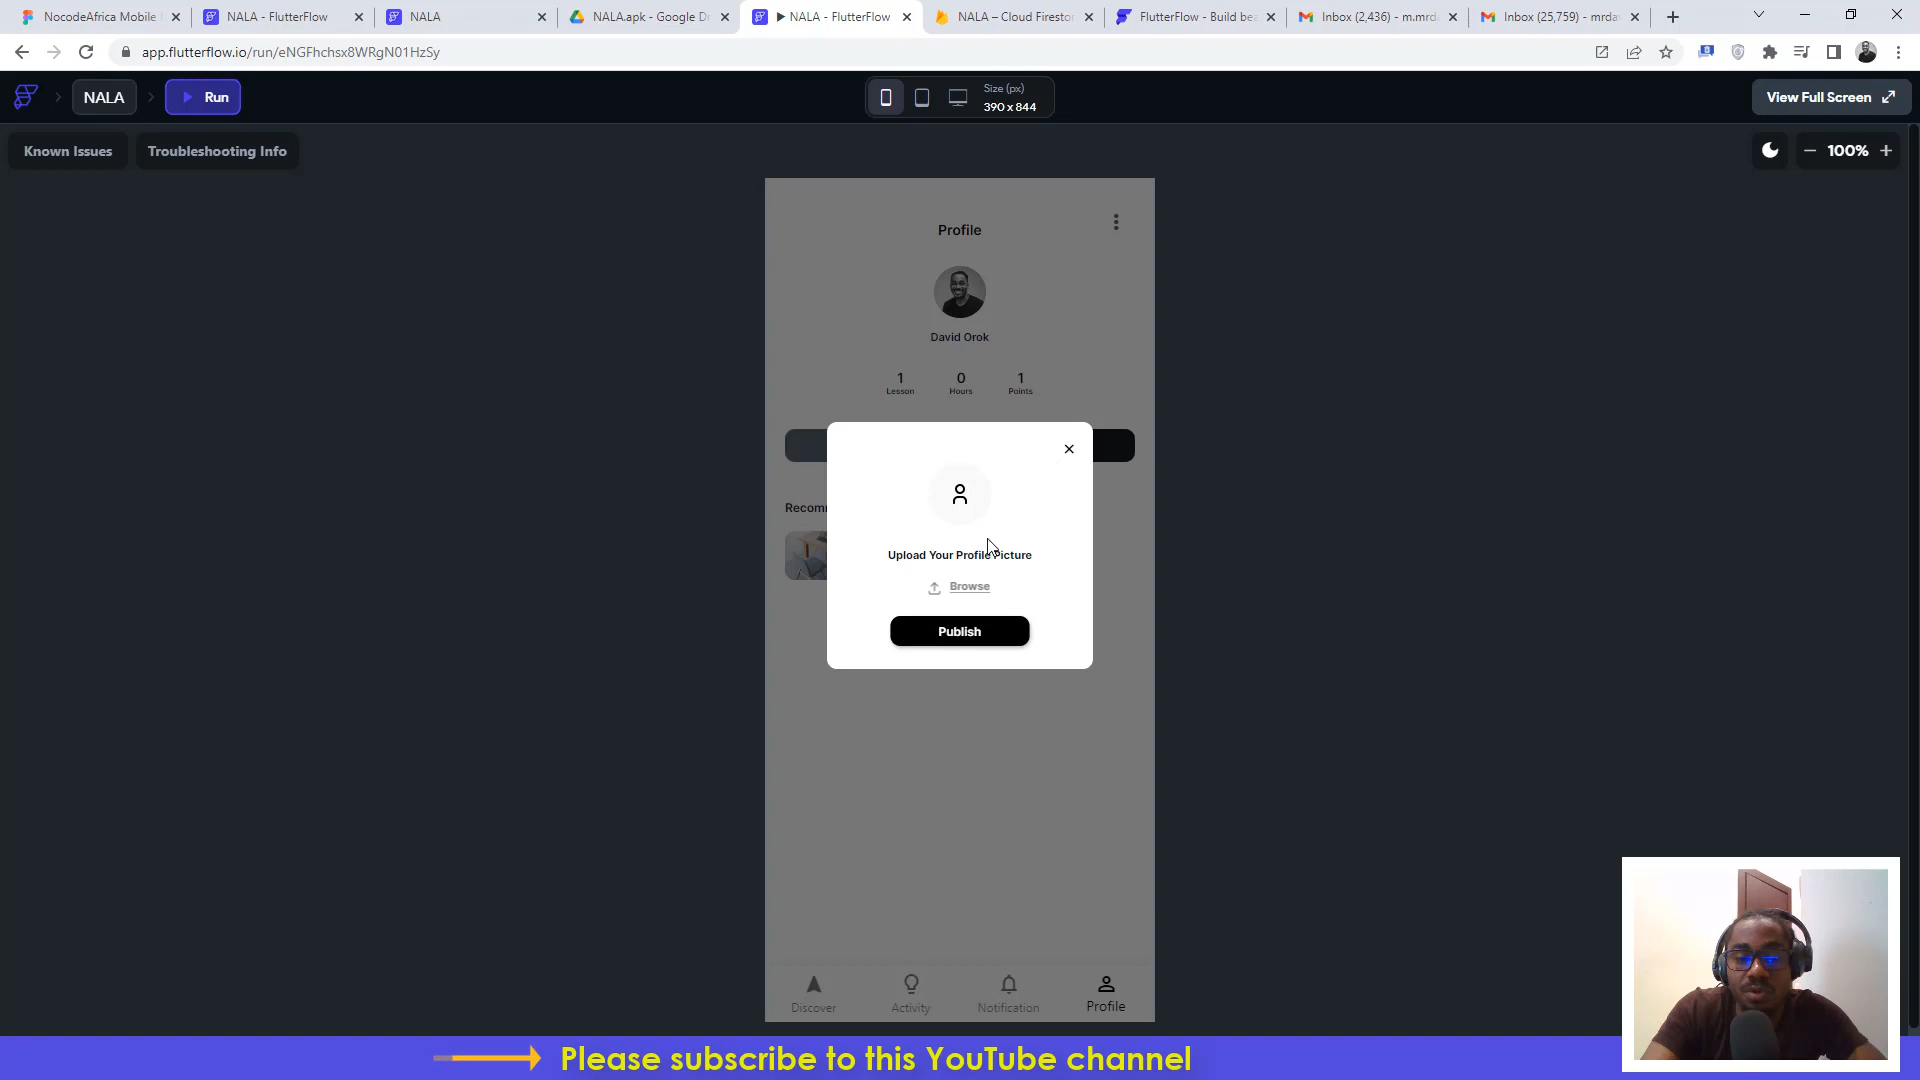 NocodeAfrica Mobile
NALA - FlutterFlow
NALA
NALA.apk - Google Dr
▶ NALA - FlutterFlow
NALA – Cloud Firestor
FlutterFlow - Build bea
Inbox (2,436) - m.mrd
Inbox (25,759) - mrda
app.flutterflow.io/run/eNGFhchsx8WRgN01HzSy
NALA
Run
Size (px)
390 x 844
View Full Screen
Known Issues
Troubleshooting Info
100%
Profile
David Orok
1
0
1
Lesson
Hours
Points
Recom
Upload Your Profile Picture
Browse
Publish
Discover
Activity
Notification
Profile
Please subscribe to this YouTube channel